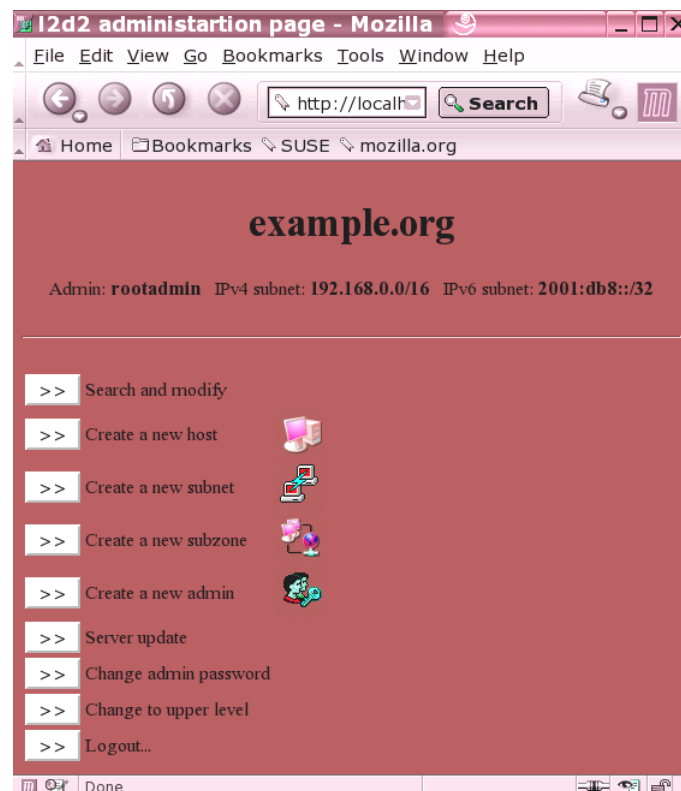 l2d2 administartion page - Mozilla
File Edit View Go Bookmarks Tools Window Help
http://localh Search
Home Bookmarks SUSE mozilla.org
example.org
Admin: rootadmin IPv4 subnet: 192.168.0.0/16 IPv6 subnet: 2001:db8::/32
>> Search and modify
>> Create a new host
>> Create a new subnet
>> Create a new subzone
>> Create a new admin
>> Server update
>> Change admin password
>> Change to upper level
>> Logout...
Done